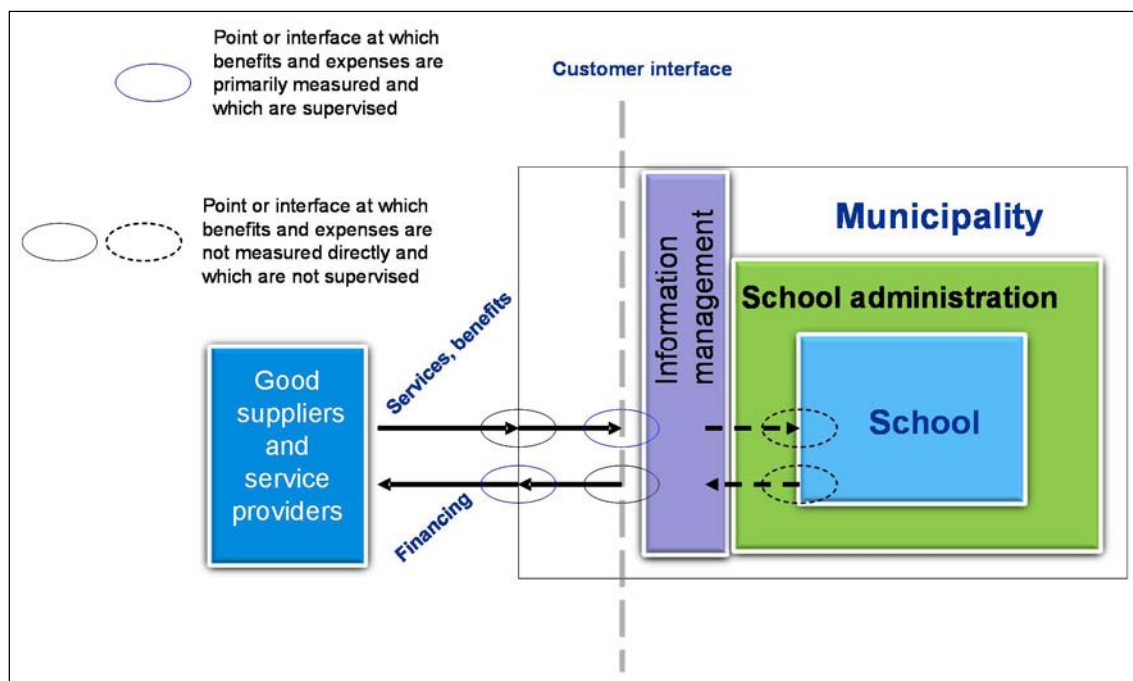 Point or interface at which
benefits and expenses are
primarily measured and
which are supervised
Customer interface
Point or interface at which
benefits and expenses are
not measured directly and
which are not supervised
Municipality
School administration
Information
management
School
Good
suppliers
and
service
providers
Services, benefits
Financing